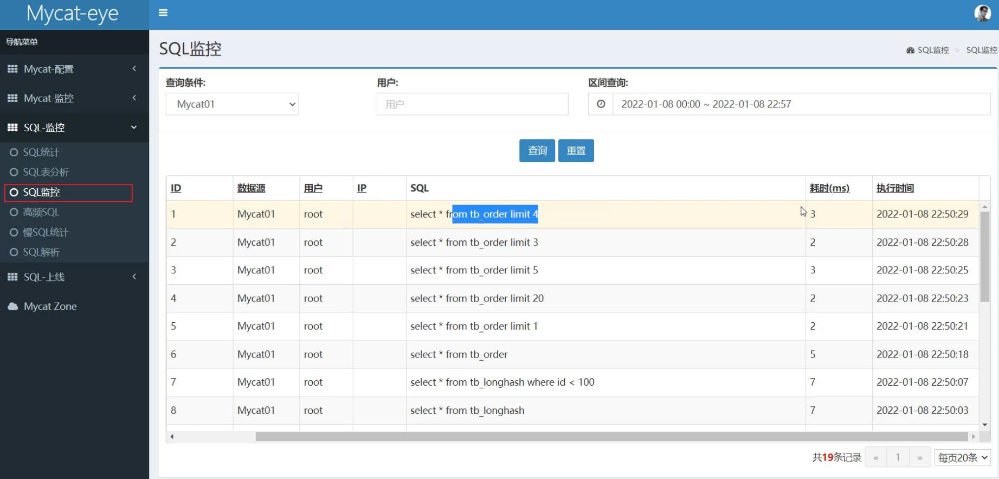 Mycat-eye
导航菜单
Mycat-配置
Mycat-监控
SQL-监控
SQL统计
SQL表分析
SQL监控
高频SQL
慢SQL统计
SQL解析
SQL-上线
Mycat Zone
SQL监控
SQL监控 > SQL监控
查询条件: 用户: 区间查询:
Mycat01 用户 2022-01-08 00:00 ~ 2022-01-08 22:57
查询 重置
ID 数据源 用户 IP SQL 耗时(ms) 执行时间
1 Mycat01 root select * from tb_order limit 4 3 2022-01-08 22:50:29
2 Mycat01 root select * from tb_order limit 3 2 2022-01-08 22:50:28
3 Mycat01 root select * from tb_order limit 5 3 2022-01-08 22:50:25
4 Mycat01 root select * from tb_order limit 20 2 2022-01-08 22:50:23
5 Mycat01 root select * from tb_order limit 1 2 2022-01-08 22:50:21
6 Mycat01 root select * from tb_order 5 2022-01-08 22:50:18
7 Mycat01 root select * from tb_longhash where id < 100 7 2022-01-08 22:50:07
8 Mycat01 root select * from tb_longhash 7 2022-01-08 22:50:03
共19条记录 « 1 » 每页20条